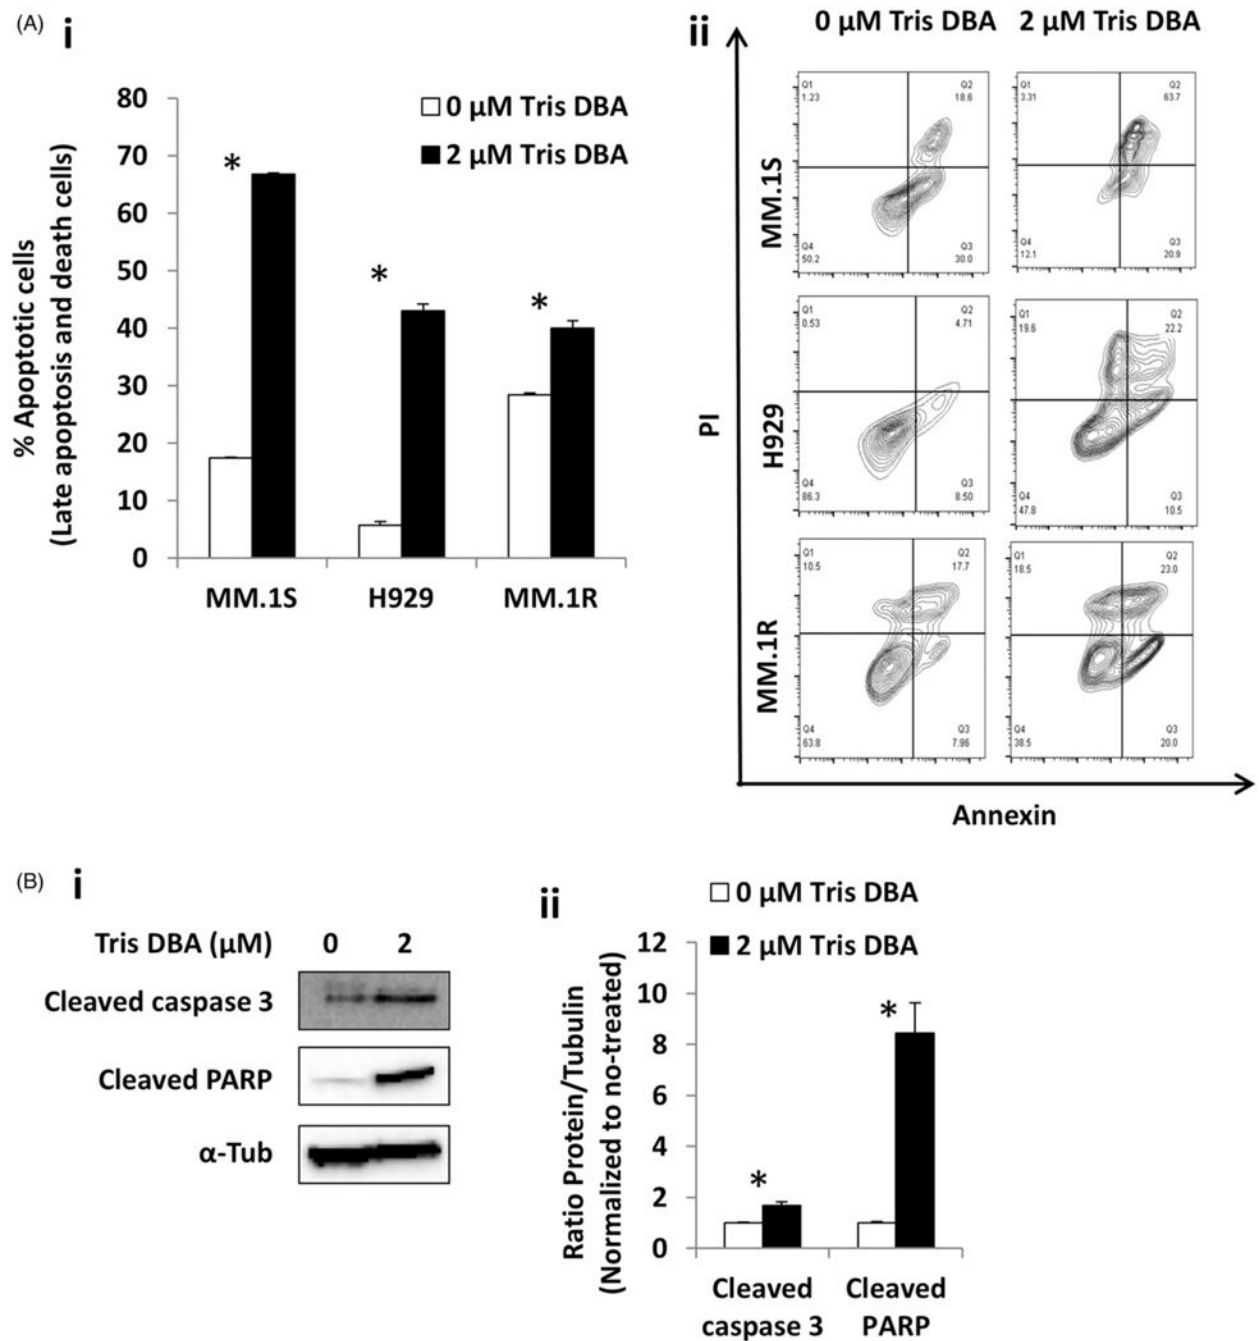 (A) i
80
70
60
50
40
30
20
10
0
% Apoptotic cells
(Late apoptosis and death cells)
0 μM Tris DBA
2 μM Tris DBA
*
*
*
MM.1S H929 MM.1R
ii
0 μM Tris DBA 2 μM Tris DBA
PI
MM.1S
Q1
1.23
Q2
18.6
Q4
50.2
Q3
30.0
Q1
3.31
Q2
63.7
Q4
12.1
Q3
20.9
H929
Q1
0.53
Q2
4.71
Q4
86.3
Q3
8.50
Q1
19.6
Q2
22.2
Q4
47.8
Q3
10.5
MM.1R
Q1
10.5
Q2
17.7
Q4
63.8
Q3
7.96
Q1
18.5
Q2
23.0
Q4
38.5
Q3
20.0
Annexin
(B) i
Tris DBA (μM) 0 2
Cleaved caspase 3
Cleaved PARP
α-Tub
ii
0 μM Tris DBA
2 μM Tris DBA
12
10
8
6
4
2
0
Ratio Protein/Tubulin
(Normalized to no-treated)
*
*
Cleaved
caspase 3
Cleaved
PARP